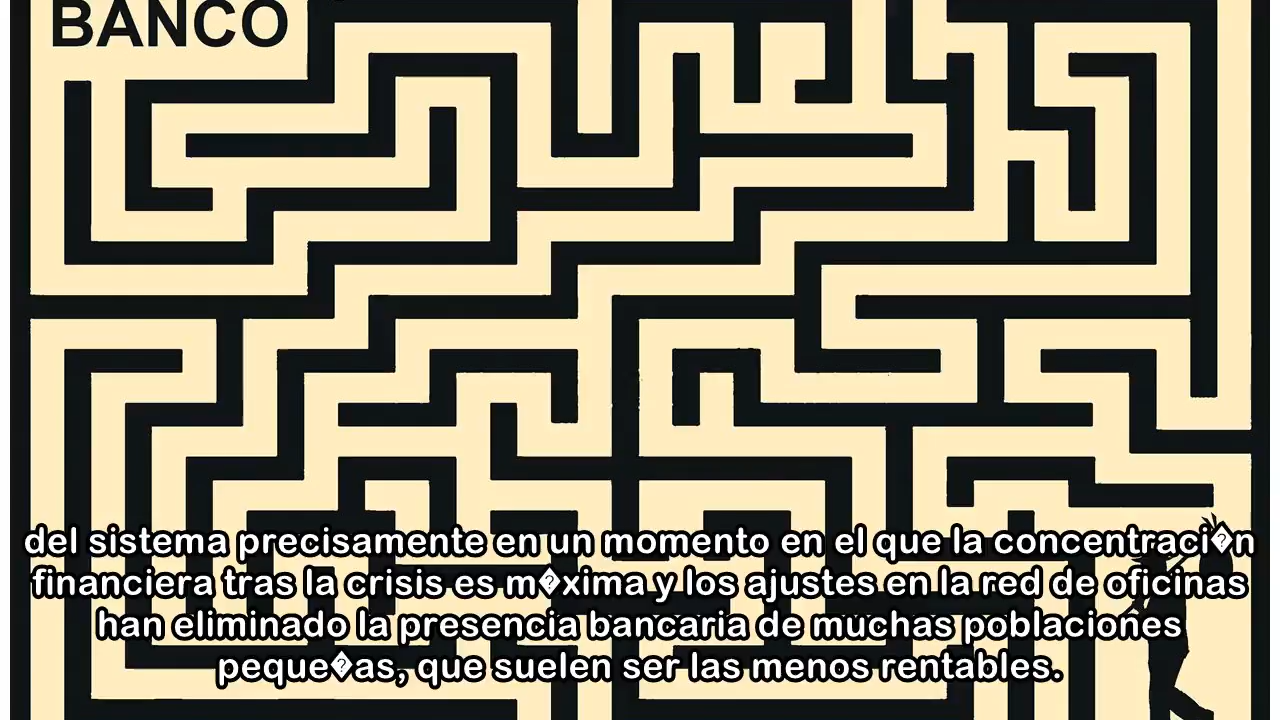 BANCO
del sistema precisamente en un momento en el que la concentraci�n
financiera tras la crisis es m�xima y los ajustes en la red de oficinas
han eliminado la presencia bancaria de muchas poblaciones
peque�as, que suelen ser las menos rentables.